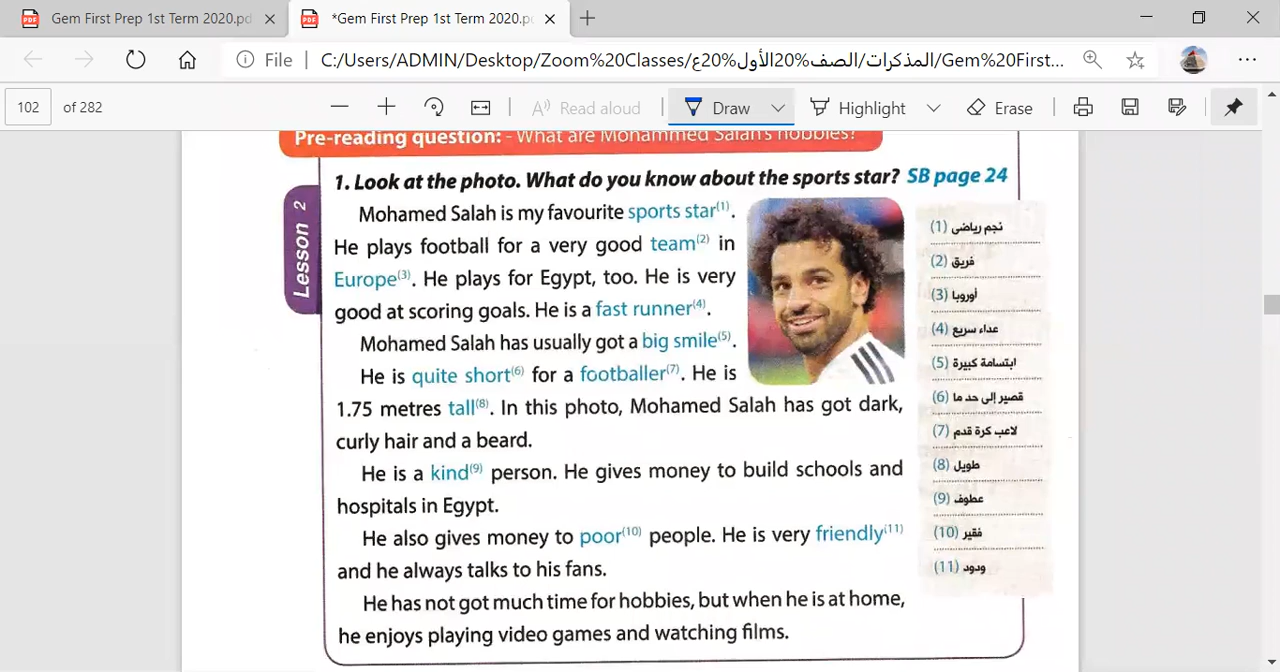 Gem First Prep 1st Term 2020.pd
*Gem First Prep 1st Term 2020.p
File
C:/Users/ADMIN/Desktop/Zoom%20Classes/المذكرات/الصف%20الأول%20ع/Gem%20First...
102 of 282
Read aloud
Draw
Highlight
Erase
Pre-reading question: - What are Mohammed Salah's hobbies?
Lesson 2
1. Look at the photo. What do you know about the sports star? SB page 24
Mohamed Salah is my favourite sports star(1).
He plays football for a very good team(2) in
Europe(3). He plays for Egypt, too. He is very
good at scoring goals. He is a fast runner(4).
Mohamed Salah has usually got a big smile(5).
He is quite short(6) for a footballer(7). He is
1.75 metres tall(8). In this photo, Mohamed Salah has got dark,
curly hair and a beard.
He is a kind(9) person. He gives money to build schools and
hospitals in Egypt.
He also gives money to poor(10) people. He is very friendly(11)
and he always talks to his fans.
He has not got much time for hobbies, but when he is at home,
he enjoys playing video games and watching films.
(1) نجم رياضى
(2) فريق
(3) أوروبا
(4) عداء سريع
(5) ابتسامة كبيرة
(6) قصير إلى حد ما
(7) لاعب كرة قدم
(8) طويل
(9) عطوف
(10) فقير
(11) ودود